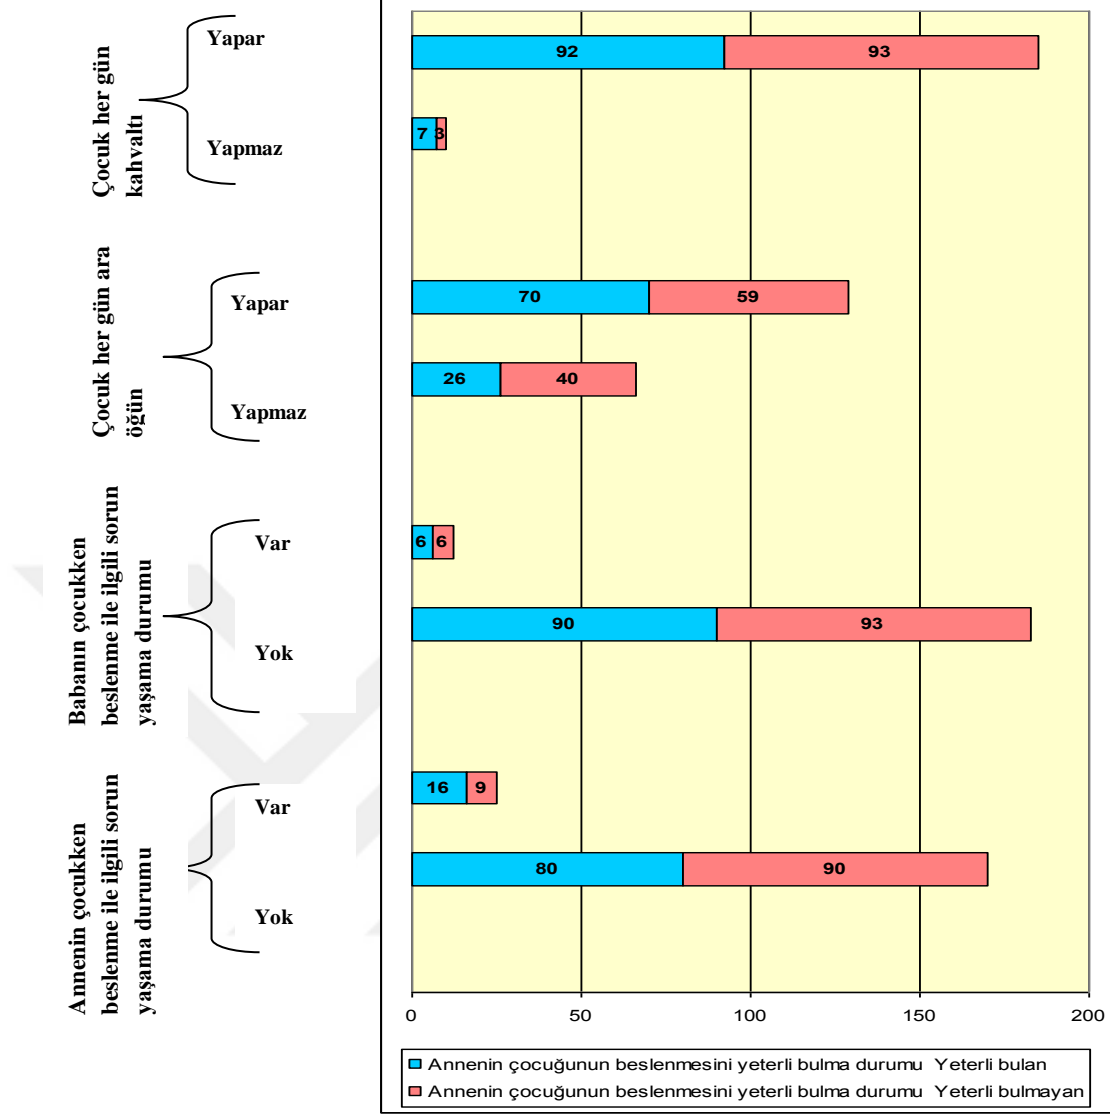 Çocuk her gün
kahvaltı
Yapar
Yapmaz
92
93
7
3
Çocuk her gün ara
öğün
Yapar
Yapmaz
70
59
26
40
Babanın çocukken
beslenme ile ilgili sorun
yaşama durumu
Var
Yok
6
6
90
93
Annenin çocukken
beslenme ile ilgili sorun
yaşama durumu
Var
Yok
16
9
80
90
0
50
100
150
200
Annenin çocuğunun beslenmesini yeterli bulma durumu Yeterli bulan
Annenin çocuğunun beslenmesini yeterli bulma durumu Yeterli bulmayan